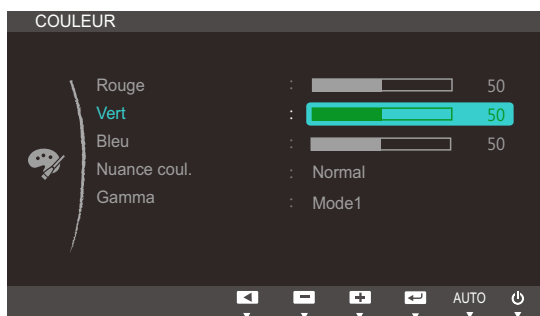 COULEUR
Rouge : 50
Vert : 50
Bleu : 50
Nuance coul. : Normal
Gamma : Mode1
AUTO